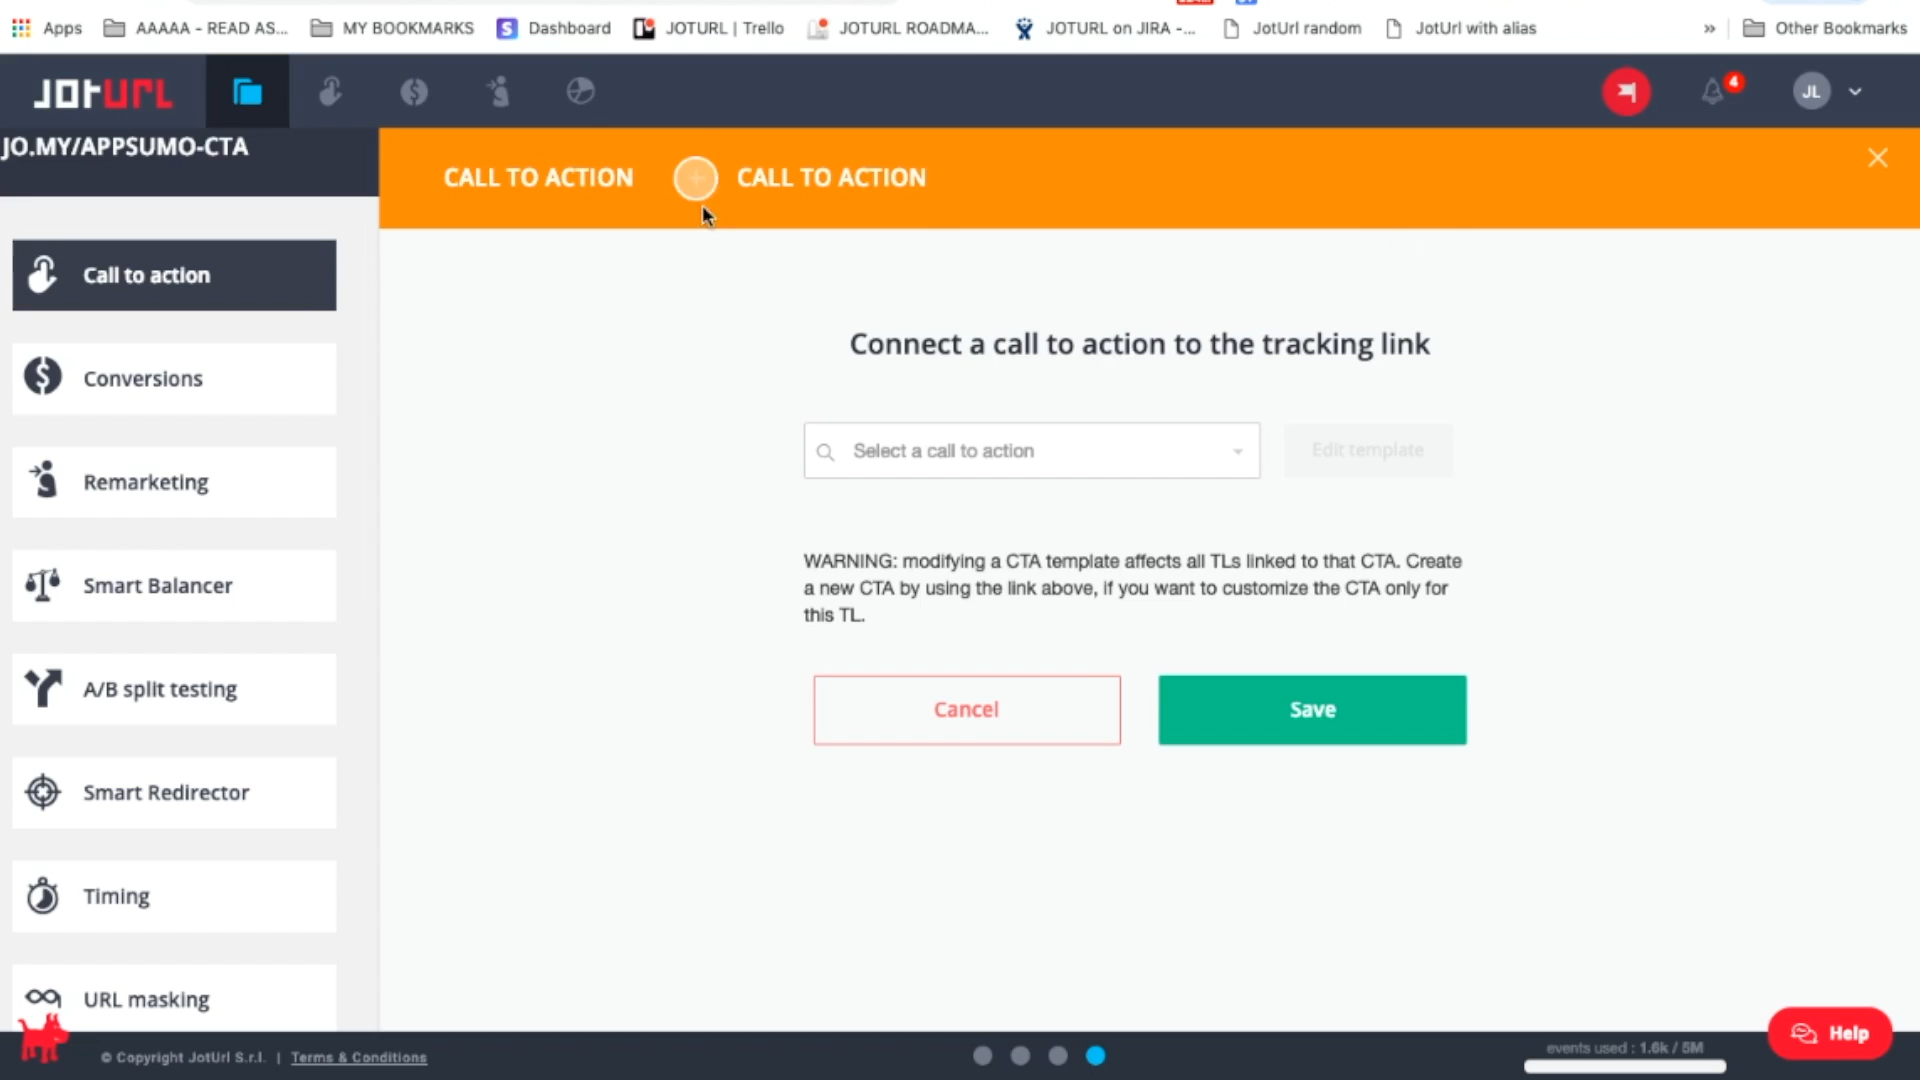 Apps AAAAA - READ AS... MY BOOKMARKS Dashboard JOTURL | Trello JOTURL ROADMA... JOTURL on JIRA -... JotUrl random JotUrl with alias » Other Bookmarks
JOTURL 4 JL
JO.MY/APPSUMO-CTA
CALL TO ACTION + CALL TO ACTION
Call to action
Conversions
Remarketing
Smart Balancer
A/B split testing
Smart Redirector
Timing
URL masking
Connect a call to action to the tracking link
Select a call to action Edit template
WARNING: modifying a CTA template affects all TLs linked to that CTA. Create
a new CTA by using the link above, if you want to customize the CTA only for
this TL.
Cancel Save
© Copyright JotUrl S.r.l. | Terms & Conditions
events used : 1.6k / 5M
Help